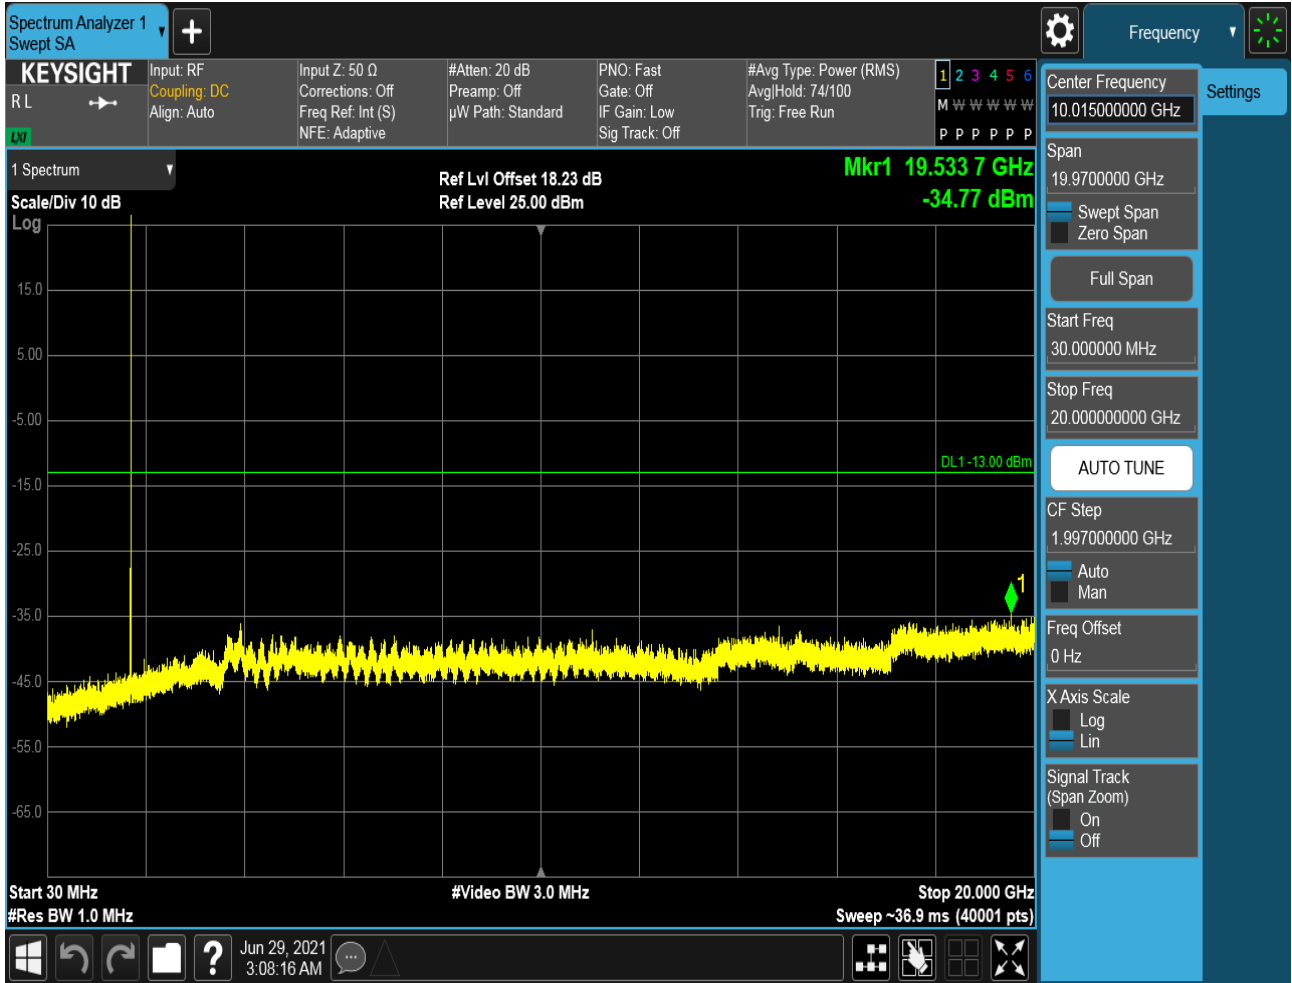 Spectrum Analyzer 1
Swept SA
Frequency
KEYSIGHT
R L
LXI
Input: RF
Coupling: DC
Align: Auto
Input Z: 50 Ω
Corrections: Off
Freq Ref: Int (S)
NFE: Adaptive
#Atten: 20 dB
Preamp: Off
µW Path: Standard
PNO: Fast
Gate: Off
IF Gain: Low
Sig Track: Off
#Avg Type: Power (RMS)
Avg|Hold: 74/100
Trig: Free Run
1 2 3 4 5 6
M W W W W W
P P P P P P
1 Spectrum
Scale/Div 10 dB
Log
Ref Lvl Offset 18.23 dB
Ref Level 25.00 dBm
Mkr1 19.533 7 GHz
-34.77 dBm
15.0
5.00
-5.00
DL1 -13.00 dBm
-15.0
-25.0
1
-35.0
-45.0
-55.0
-65.0
Start 30 MHz
#Res BW 1.0 MHz
#Video BW 3.0 MHz
Stop 20.000 GHz
Sweep ~36.9 ms (40001 pts)
Center Frequency
10.015000000 GHz
Settings
Span
19.9700000 GHz
Swept Span
Zero Span
Full Span
Start Freq
30.000000 MHz
Stop Freq
20.000000000 GHz
AUTO TUNE
CF Step
1.997000000 GHz
Auto
Man
Freq Offset
0 Hz
X Axis Scale
Log
Lin
Signal Track
(Span Zoom)
On
Off
?
Jun 29, 2021
3:08:16 AM